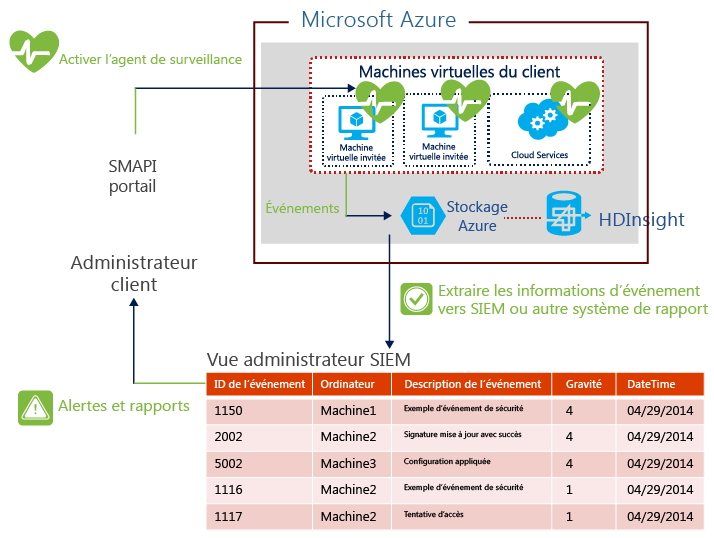 Microsoft Azure
Activer l'agent de surveillance
Machines virtuelles du client
Machine
virtuelle invitée
Machine
virtuelle invitée
Cloud Services
SMAPI
portail
Événements
10
01
Stockage
Azure
HDInsight
Administrateur
client
Extraire les informations d'événement
vers SIEM ou autre système de rapport
Vue administrateur SIEM
Alertes et rapports
ID de l'événement Ordinateur Description de l'événement Gravité DateTime
1150 Machine1 Exemple d'événement de sécurité 4 04/29/2014
2002 Machine2 Signature mise à jour avec succès 4 04/29/2014
5002 Machine3 Configuration appliquée 4 04/29/2014
1116 Machine2 Exemple d'événement de sécurité 1 04/29/2014
1117 Machine2 Tentative d'accès 1 04/29/2014